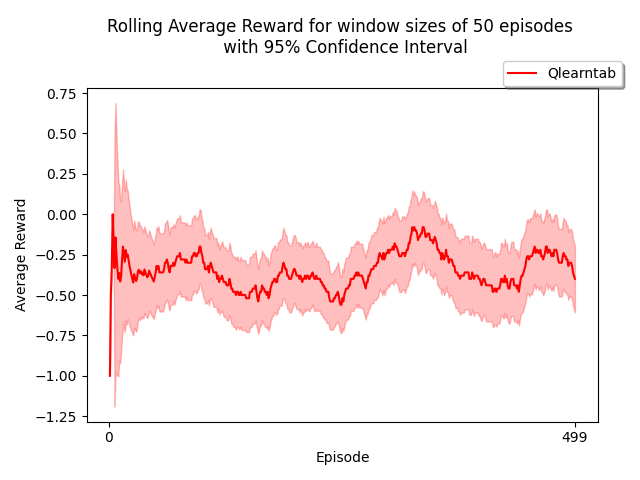 Rolling Average Reward for window sizes of 50 episodes
with 95% Confidence Interval
Qlearntab
0.75
0.50
0.25
0.00
−0.25
−0.50
−0.75
−1.00
−1.25
Average Reward
0
499
Episode